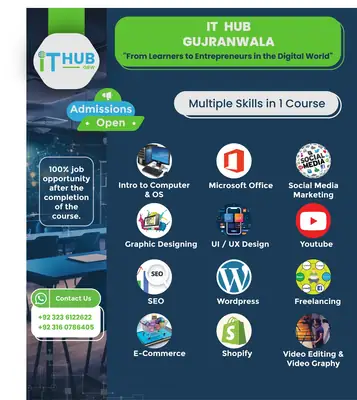 iT HUB
GRW
IT HUB
GUJRANWALA
"From Learners to Entrepreneurs in the Digital World"
Admissions
Open
Multiple Skills in 1 Course
100% job
opportunity
after the
completion
of the
course.
Intro to Computer
& OS
Microsoft Office
SOCIAL
MEDIA
Social Media
Marketing
Graphic Designing
UI / UX Design
Youtube
SEO
SEO
Wordpress
Freelancing
Contact Us
+92 323 6122622
+92 316 0786405
E-Commerce
Shopify
Video Editing &
Video Graphy